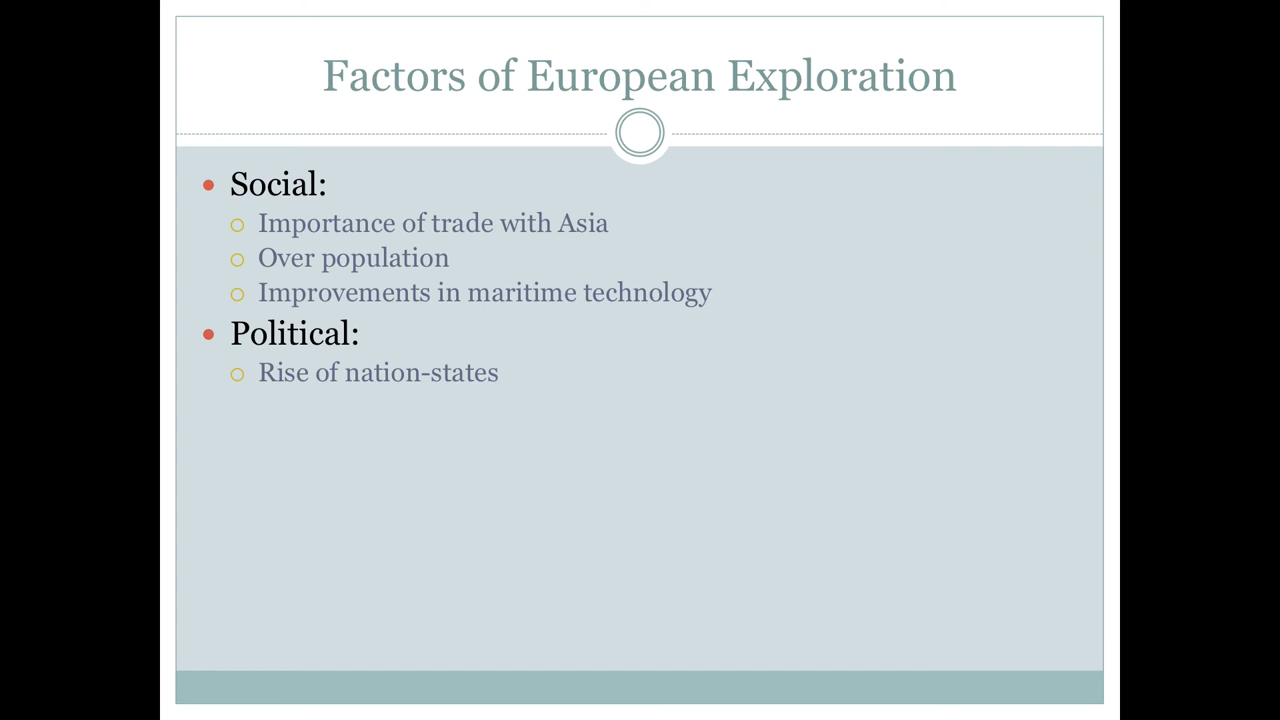 Factors of European Exploration
Social:
Importance of trade with Asia
Over population
Improvements in maritime technology
Political:
Rise of nation-states